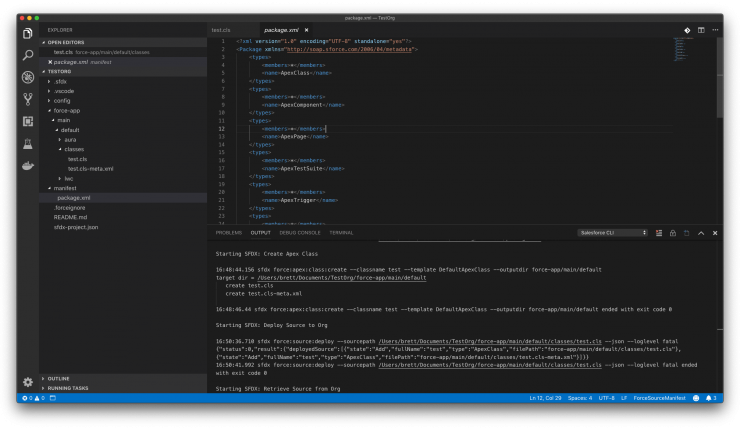 package.xml — TestOrg
EXPLORER
OPEN EDITORS
test.cls force-app/main/default/classes
✖ package.xml manifest
TESTORG
.sfdx
.vscode
config
force-app
main
default
aura
classes
test.cls
test.cls-meta.xml
lwc
manifest
package.xml
.forceignore
README.md
sfdx-project.json
OUTLINE
RUNNING TASKS
test.cls package.xml ×
1 <?xml version="1.0" encoding="UTF-8" standalone="yes"?>
2 <Package xmlns="http://soap.sforce.com/2006/04/metadata">
3 <types>
4 <members>*</members>
5 <name>ApexClass</name>
6 </types>
7 <types>
8 <members>*</members>
9 <name>ApexComponent</name>
10 </types>
11 <types>
12 <members>*</members>
13 <name>ApexPage</name>
14 </types>
15 <types>
16 <members>*</members>
17 <name>ApexTestSuite</name>
18 </types>
19 <types>
20 <members>*</members>
21 <name>ApexTrigger</name>
22 </types>
23 <types>
24 <members>*</members>
PROBLEMS OUTPUT DEBUG CONSOLE TERMINAL Salesforce CLI
Starting SFDX: Create Apex Class
16:48:44.156 sfdx force:apex:class:create --classname test --template DefaultApexClass --outputdir force-app/main/default
target dir = /Users/brett/Documents/TestOrg/force-app/main/default
create test.cls
create test.cls-meta.xml
16:48:46.44 sfdx force:apex:class:create --classname test --template DefaultApexClass --outputdir force-app/main/default ended with exit code 0
Starting SFDX: Deploy Source to Org
16:50:36.710 sfdx force:source:deploy --sourcepath /Users/brett/Documents/TestOrg/force-app/main/default/classes/test.cls --json --loglevel fatal
{"status":0,"result":{"deployedSource":[{"state":"Add","fullName":"test","type":"ApexClass","filePath":"force-app/main/default/classes/test.cls"},
{"state":"Add","fullName":"test","type":"ApexClass","filePath":"force-app/main/default/classes/test.cls-meta.xml"}]}}
16:50:41.992 sfdx force:source:deploy --sourcepath /Users/brett/Documents/TestOrg/force-app/main/default/classes/test.cls --json --loglevel fatal ended
with exit code 0
Starting SFDX: Retrieve Source from Org
0 0 Ln 12, Col 29 Spaces: 4 UTF-8 LF ForceSourceManifest 3